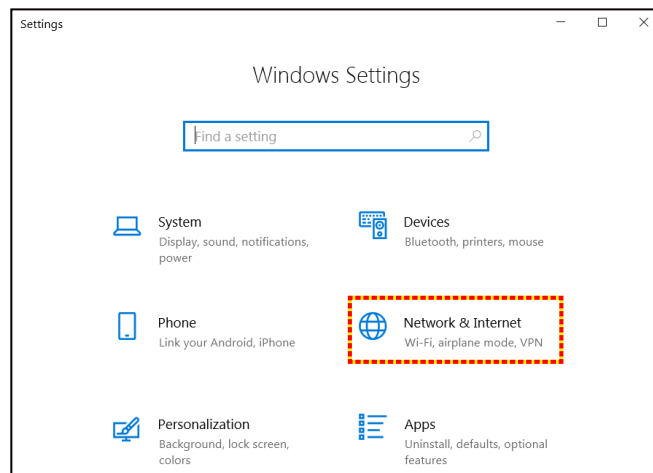 Settings
Windows Settings
Find a setting
System
Display, sound, notifications,
power
Devices
Bluetooth, printers, mouse
Phone
Link your Android, iPhone
Network & Internet
Wi-Fi, airplane mode, VPN
Personalization
Background, lock screen,
colors
Apps
Uninstall, defaults, optional
features